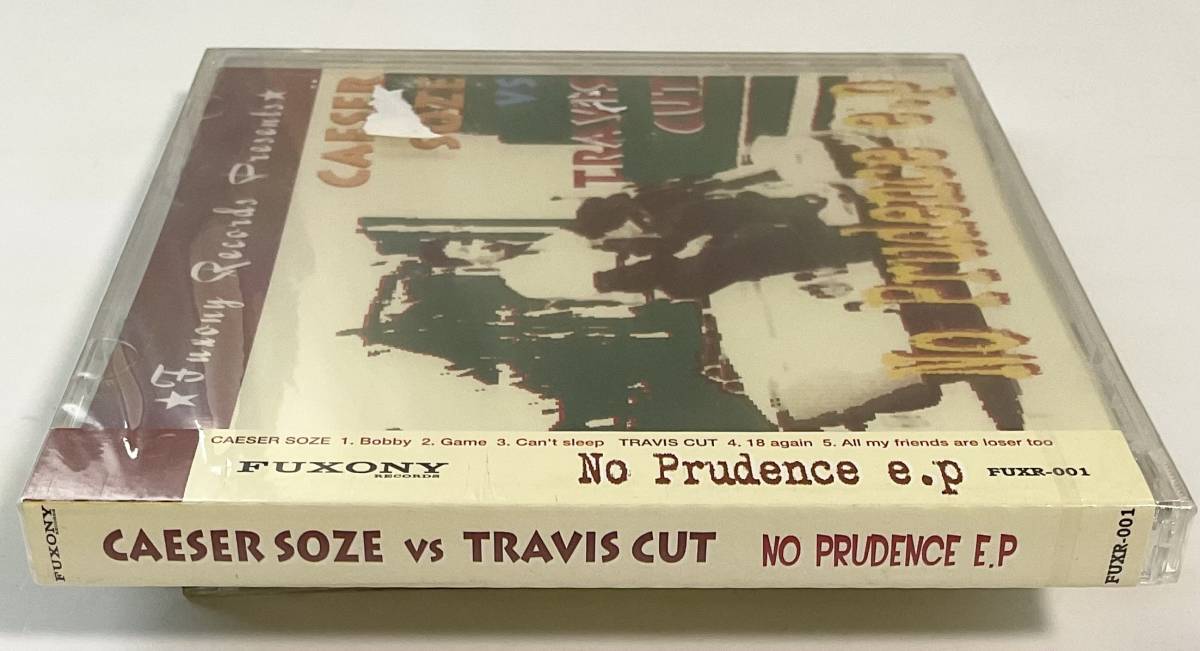 ★Fuxony Records Presents★
CAESER
SOZE
VS
TRAVIS
CUT
No Prudence e.p
CAESER SOZE 1. Bobby 2. Game 3. Can't sleep TRAVIS CUT 4. 18 again 5. All my friends are loser too
FUXONY
RECORDS
No Prudence e.p
FUXR-001
FUXONY
CAESER SOZE VS TRAVIS CUT NO PRUDENCE E.P
FUXR-001